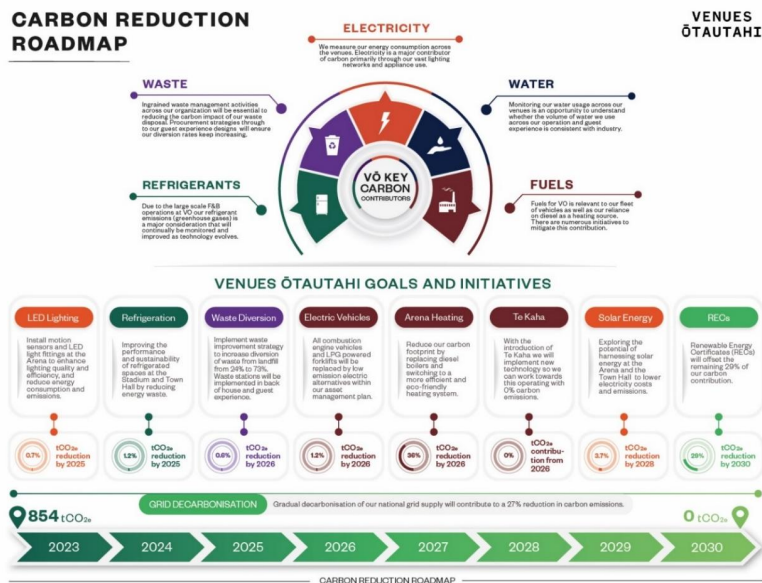 CARBON REDUCTION
ROADMAP
VENUES
ŌTAUTAHI
ELECTRICITY
We measure our energy consumption across
the venues. Electricity is a major contributor
of carbon primarily through our vast lighting
networks and appliance use.
WASTE
Ingrained waste management activities
across our organization will be essential to
reducing the carbon impact of our waste
disposal. Procurement strategies through
to our guest experience designs will ensure
our diversion rates keep increasing.
WATER
Monitoring our water usage across our
venues is an opportunity to understand
whether the volume of water we use
across our operation and guest
experience is consistent with industry.
REFRIGERANTS
Due to the large scale F&B
operations at VŌ our refrigerant
emissions (greenhouse gases) is
a major consideration that will
continually be monitored and
improved as technology evolves.
VŌ KEY
CARBON
CONTRIBUTORS
FUELS
Fuels for VŌ is relevant to our fleet
of vehicles as well as our reliance
on diesel as a heating source.
There are numerous initiatives to
mitigate this contribution.
VENUES ŌTAUTAHI GOALS AND INITIATIVES
LED Lighting
Install motion
sensors and LED
light fittings at the
Arena to enhance
lighting quality and
efficiency, and
reduce energy
consumption and
emissions.
0.7%
tCO2e
reduction
by 2025
Refrigeration
Improving the
performance
and sustainability
of refrigerated
spaces at the
Stadium and Town
Hall by reducing
energy waste.
1.2%
tCO2e
reduction
by 2025
Waste Diversion
Implement waste
improvement strategy
to increase diversion
of waste from landfill
from 24% to 73%.
Waste stations will be
implemented in back
of house and guest
experience.
0.6%
tCO2e
reduction
by 2026
Electric Vehicles
All combustion
engine vehicles
and LPG powered
forklifts will be
replaced by low
emission electric
alternatives within
our asset
management plan.
1.2%
tCO2e
reduction
by 2026
Arena Heating
Reduce our carbon
footprint by
replacing diesel
boilers and
switching to a
more efficient and
eco-friendly
heating system.
36%
tCO2e
reduction
by 2026
Te Kaha
With the
introduction of
Te Kaha we will
implement new
technology so we
can work towards
this operating with
0% carbon
emissions.
0%
tCO2e
contribu-
tion from
2026
Solar Energy
Exploring the
potential of
harnessing solar
energy at the
Arena and the
Town Hall to lower
electricity costs
and emissions.
3.7%
tCO2e
reduction
by 2028
RECs
Renewable Energy
Certificates (RECs)
will offset the
remaining 29% of
our carbon
contribution.
29%
tCO2e
reduction
by 2030
GRID DECARBONISATION
Gradual decarbonisation of our national grid supply will contribute to a 27% reduction in carbon emissions.
854 tCO2e
0 tCO2e
2023
2024
2025
2026
2027
2028
2029
2030
CARBON REDUCTION ROADMAP